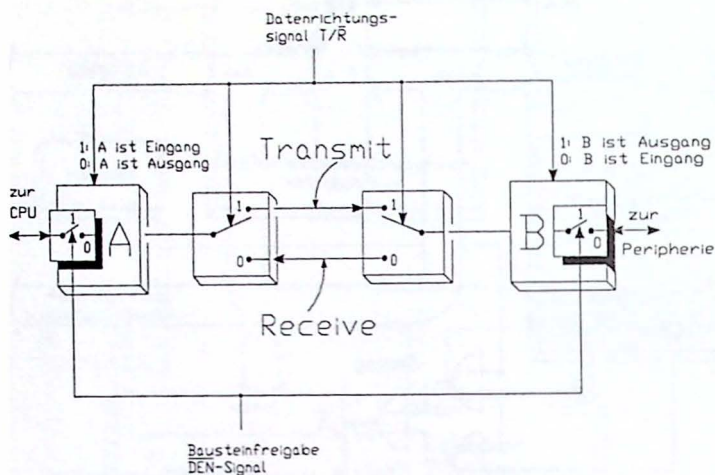 Datenrichtungs-
signal T/R̅
1: A ist Eingang
0: A ist Ausgang
Transmit
1: B ist Ausgang
0: B ist Eingang
zur
CPU
1
0
A
1
0
1
0
B
1
0
zur
Peripherie
Receive
Bausteinfreigabe
D̅E̅N̅-Signal